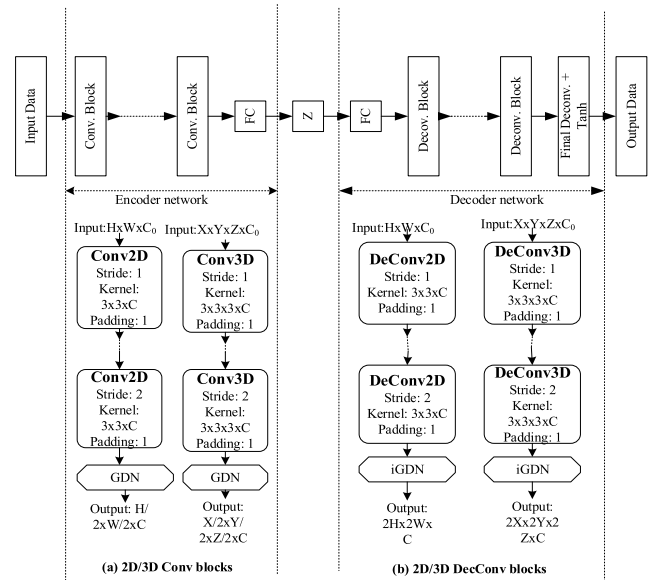 Input Data
Conv. Block
Conv. Block
FC
Z
FC
Decov. Block
Deconv. Block
Final Deconv. +
Tanh
Output Data
Encoder network
Decoder network
Input:HxWxC₀
Conv2D
Stride: 1
Kernel:
3x3xC
Padding: 1
Conv2D
Stride: 2
Kernel:
3x3xC
Padding: 1
GDN
Output: H/
2xW/2xC
Input:XxYxZxC₀
Conv3D
Stride: 1
Kernel:
3x3x3xC
Padding: 1
Conv3D
Stride: 2
Kernel:
3x3x3xC
Padding: 1
GDN
Output:
X/2xY/
2xZ/2xC
(a) 2D/3D Conv blocks
Input:HxWxC₀
DeConv2D
Stride: 1
Kernel: 3x3xC
Padding: 1
DeConv2D
Stride: 2
Kernel: 3x3xC
Padding: 1
iGDN
Output:
2Hx2Wx
C
Input:XxYxZxC₀
DeConv3D
Stride: 1
Kernel:
3x3x3xC
Padding: 1
DeConv3D
Stride: 2
Kernel:
3x3x3xC
Padding: 1
iGDN
Output:
2Xx2Yx2
ZxC
(b) 2D/3D DecConv blocks